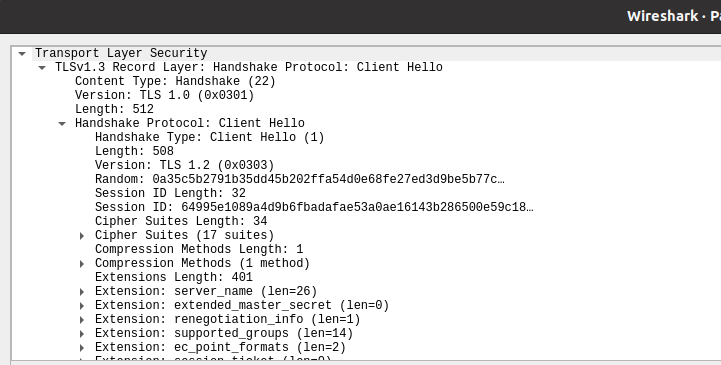 Wireshark · Pa
Transport Layer Security
TLSv1.3 Record Layer: Handshake Protocol: Client Hello
Content Type: Handshake (22)
Version: TLS 1.0 (0x0301)
Length: 512
Handshake Protocol: Client Hello
Handshake Type: Client Hello (1)
Length: 508
Version: TLS 1.2 (0x0303)
Random: 0a35c5b2791b35dd45b202ffa54d0e68fe27ed3d9be5b77c…
Session ID Length: 32
Session ID: 64995e1089a4d9b6fbadafae53a0ae16143b286500e59c18…
Cipher Suites Length: 34
Cipher Suites (17 suites)
Compression Methods Length: 1
Compression Methods (1 method)
Extensions Length: 401
Extension: server_name (len=26)
Extension: extended_master_secret (len=0)
Extension: renegotiation_info (len=1)
Extension: supported_groups (len=14)
Extension: ec_point_formats (len=2)
Extension: session_ticket (len=0)